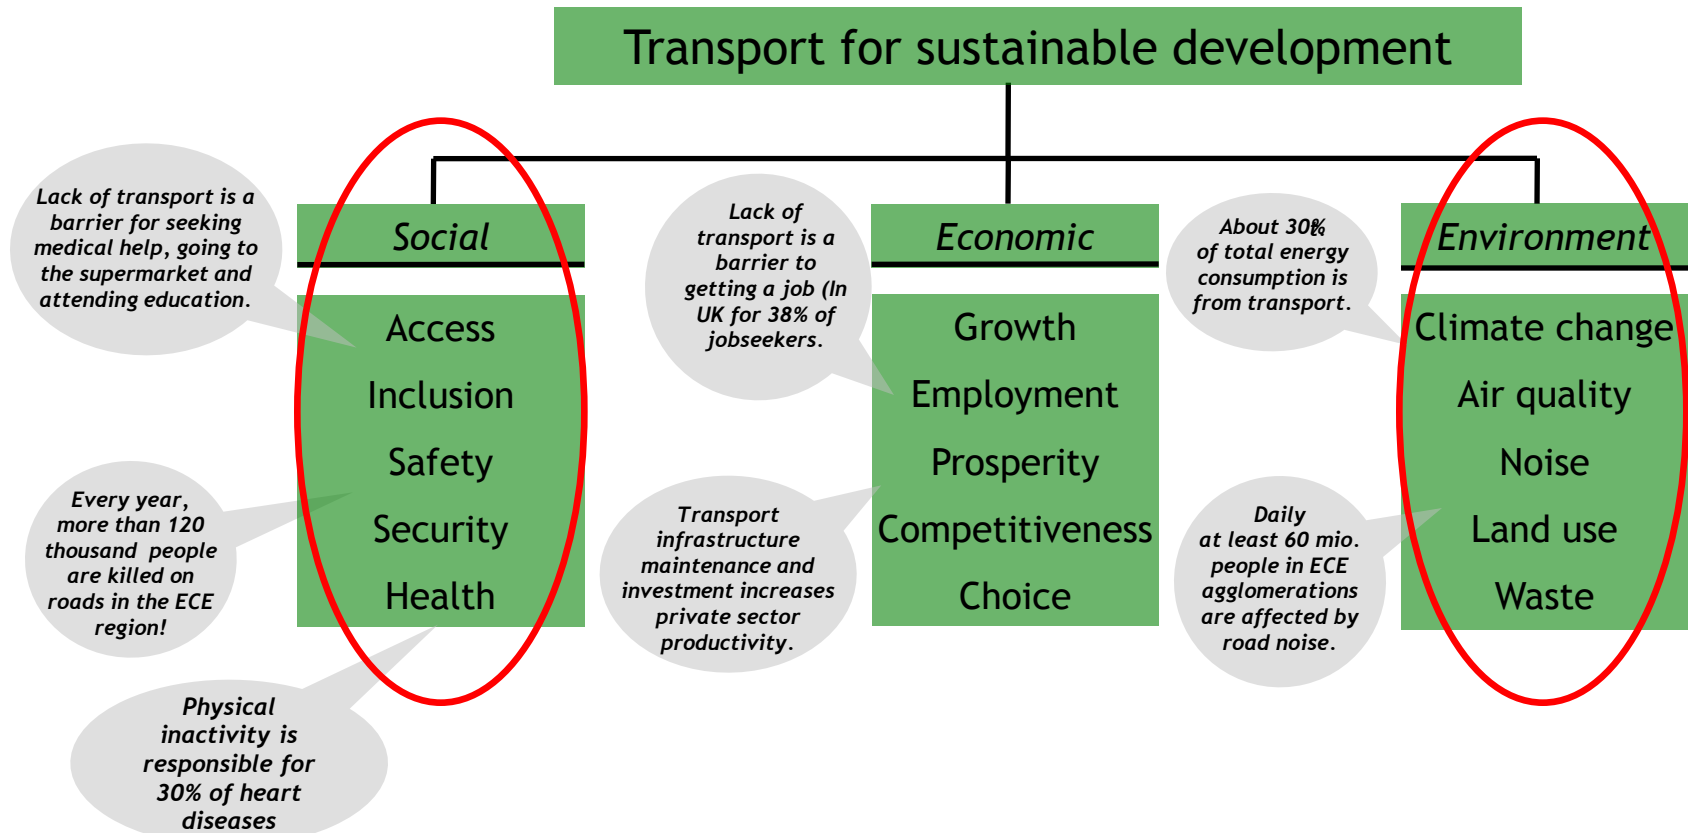 Transport for sustainable development
Lack of transport is a
barrier for seeking
medical help, going to
the supermarket and
attending education.
Social
Access
Inclusion
Safety
Security
Health
Every year,
more than 120
thousand people
are killed on
roads in the ECE
region!
Physical
inactivity is
responsible for
30% of heart
diseases
Lack of
transport is a
barrier to
getting a job (In
UK for 38% of
jobseekers.
Economic
Growth
Employment
Prosperity
Competitiveness
Choice
Transport
infrastructure
maintenance and
investment increases
private sector
productivity.
About 30%
of total energy
consumption is
from transport.
Environment
Climate change
Air quality
Noise
Land use
Waste
Daily
at least 60 mio.
people in ECE
agglomerations
are affected by
road noise.